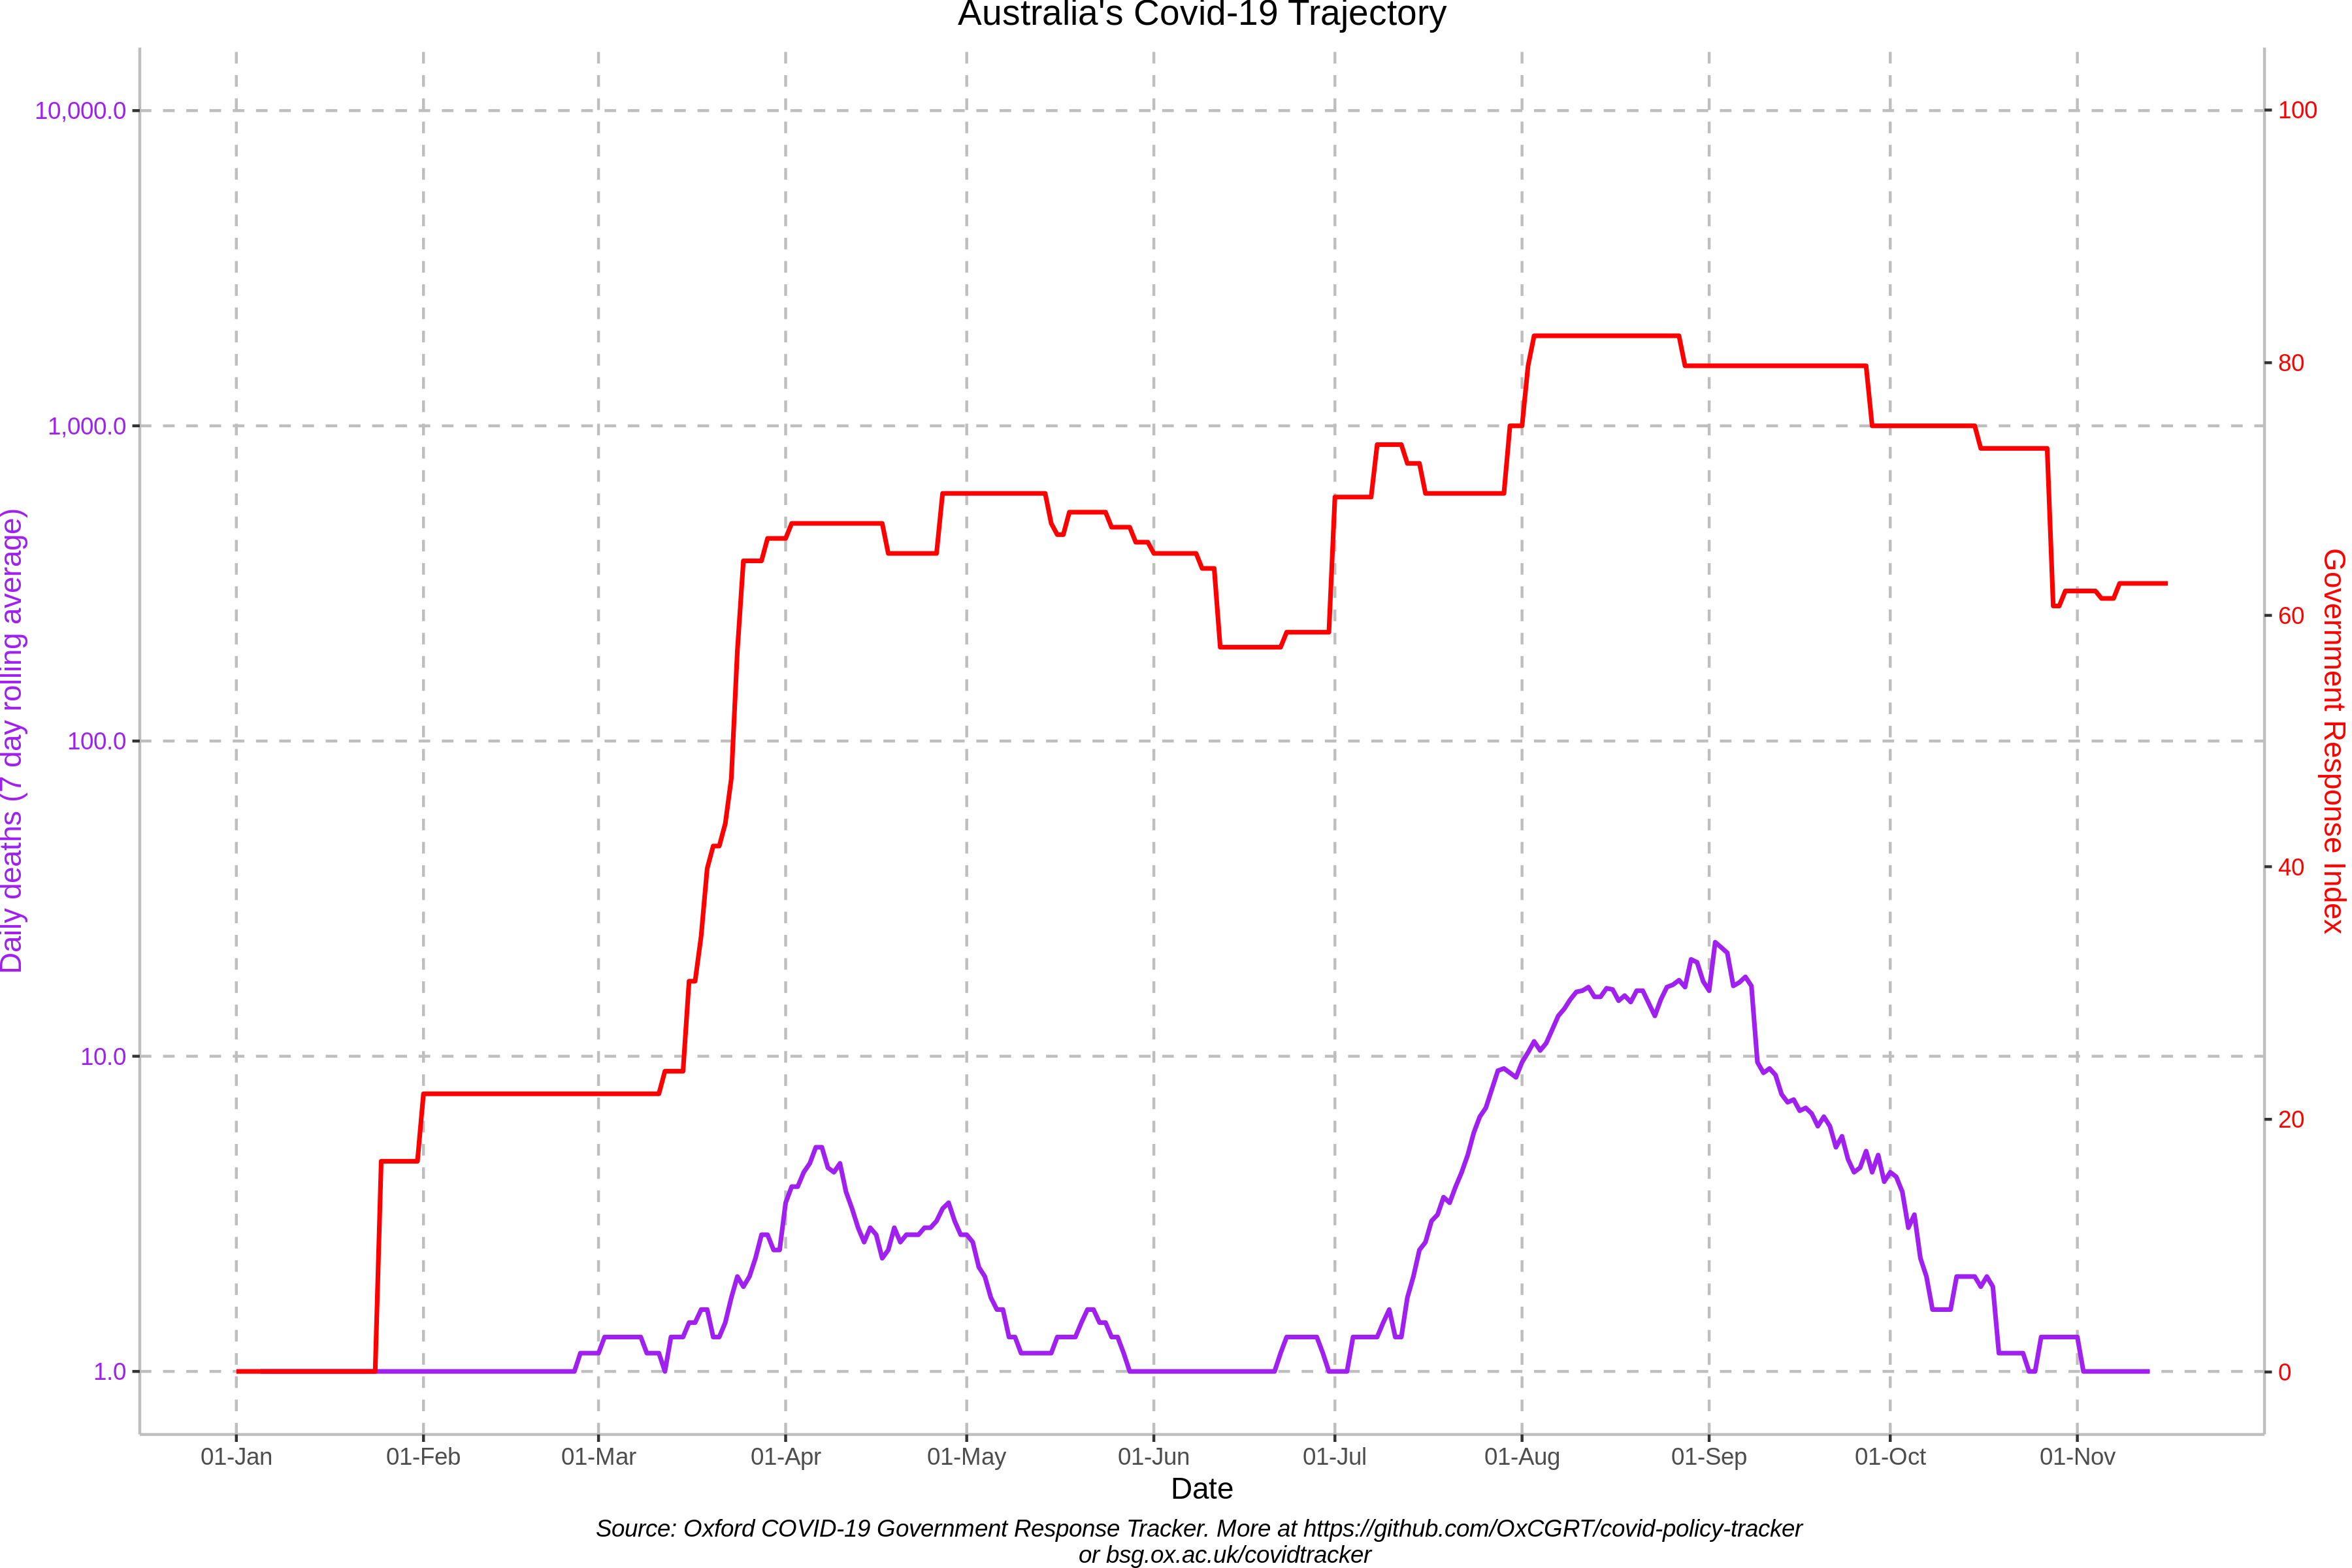 Australia's Covid-19 Trajectory
10,000.0
1,000.0
100.0
10.0
1.0
Daily deaths (7 day rolling average)
100
80
60
40
20
0
Government Response Index
01-Jan
01-Feb
01-Mar
01-Apr
01-May
01-Jun
01-Jul
01-Aug
01-Sep
01-Oct
01-Nov
Date
Source: Oxford COVID-19 Government Response Tracker. More at https://github.com/OxCGRT/covid-policy-tracker
or bsg.ox.ac.uk/covidtracker